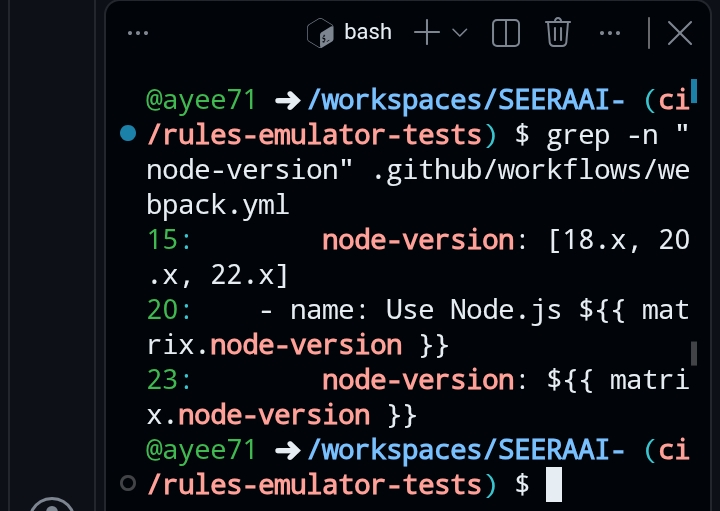 bash
@ayee71 ➜ /workspaces/SEERAAI- (ci
/rules-emulator-tests) $ grep -n "
node-version" .github/workflows/we
bpack.yml
15:        node-version: [18.x, 20
.x, 22.x]
20:    - name: Use Node.js ${{ mat
rix.node-version }}
23:        node-version: ${{ matri
x.node-version }}
@ayee71 ➜ /workspaces/SEERAAI- (ci
/rules-emulator-tests) $